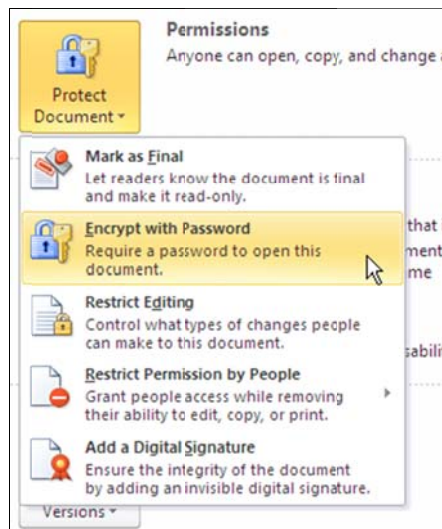 Permissions
Anyone can open, copy, and change a
Protect
Document
Mark as Final
Let readers know the document is final
and make it read-only.
Encrypt with Password
Require a password to open this
document.
that
ment
me
Restrict Editing
Control what types of changes people
can make to this document.
sabili
Restrict Permission by People
Grant people access while removing
their ability to edit, copy, or print.
Add a Digital Signature
Ensure the integrity of the document
by adding an invisible digital signature.
Versions